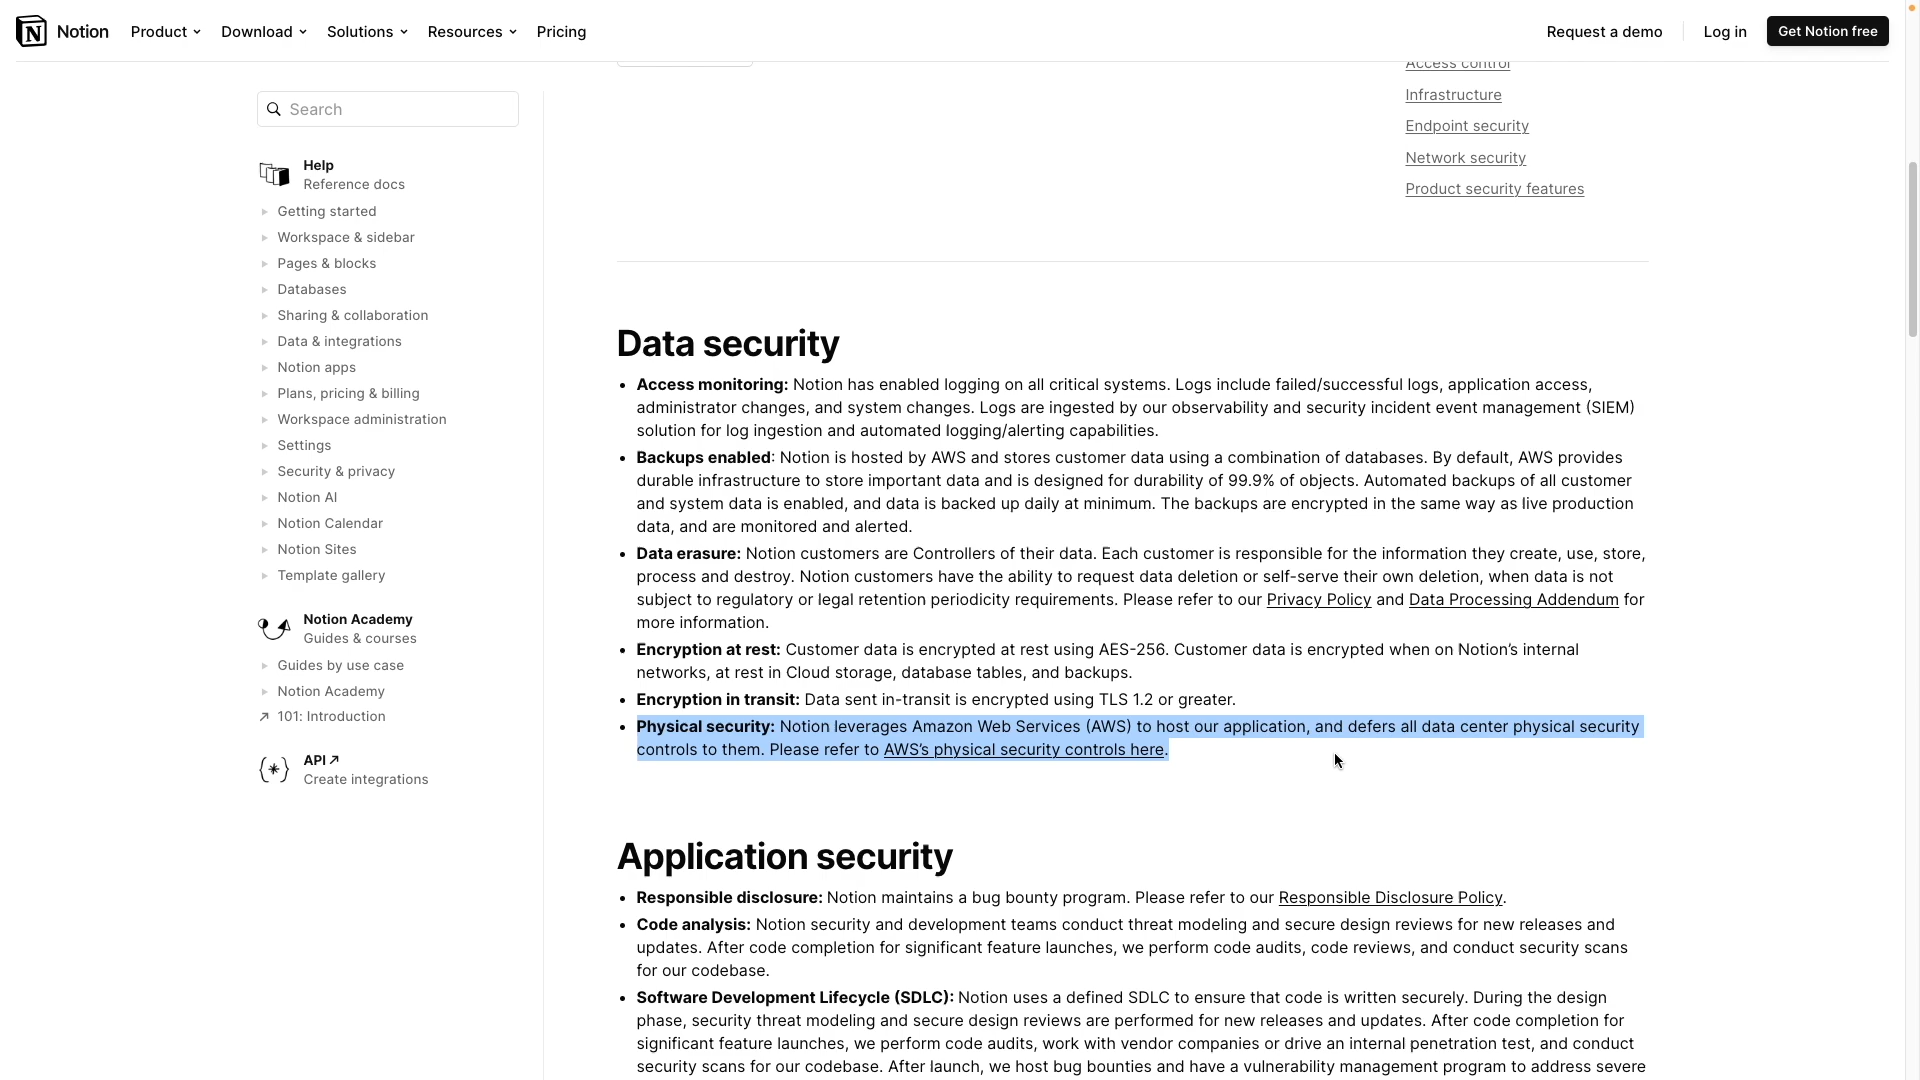 Notion Product Download Solutions Resources Pricing Request a demo Log in Get Notion free
Access control
Infrastructure
Endpoint security
Network security
Product security features
Search
Help
Reference docs
Getting started
Workspace & sidebar
Pages & blocks
Databases
Sharing & collaboration
Data & integrations
Notion apps
Plans, pricing & billing
Workspace administration
Settings
Security & privacy
Notion AI
Notion Calendar
Notion Sites
Template gallery
Notion Academy
Guides & courses
Guides by use case
Notion Academy
101: Introduction
API
Create integrations
Data security
• Access monitoring: Notion has enabled logging on all critical systems. Logs include failed/successful logs, application access,
administrator changes, and system changes. Logs are ingested by our observability and security incident event management (SIEM)
solution for log ingestion and automated logging/alerting capabilities.
• Backups enabled: Notion is hosted by AWS and stores customer data using a combination of databases. By default, AWS provides
durable infrastructure to store important data and is designed for durability of 99.9% of objects. Automated backups of all customer
and system data is enabled, and data is backed up daily at minimum. The backups are encrypted in the same way as live production
data, and are monitored and alerted.
• Data erasure: Notion customers are Controllers of their data. Each customer is responsible for the information they create, use, store,
process and destroy. Notion customers have the ability to request data deletion or self-serve their own deletion, when data is not
subject to regulatory or legal retention periodicity requirements. Please refer to our Privacy Policy and Data Processing Addendum for
more information.
• Encryption at rest: Customer data is encrypted at rest using AES-256. Customer data is encrypted when on Notion’s internal
networks, at rest in Cloud storage, database tables, and backups.
• Encryption in transit: Data sent in-transit is encrypted using TLS 1.2 or greater.
• Physical security: Notion leverages Amazon Web Services (AWS) to host our application, and defers all data center physical security
controls to them. Please refer to AWS’s physical security controls here.
Application security
• Responsible disclosure: Notion maintains a bug bounty program. Please refer to our Responsible Disclosure Policy.
• Code analysis: Notion security and development teams conduct threat modeling and secure design reviews for new releases and
updates. After code completion for significant feature launches, we perform code audits, code reviews, and conduct security scans
for our codebase.
• Software Development Lifecycle (SDLC): Notion uses a defined SDLC to ensure that code is written securely. During the design
phase, security threat modeling and secure design reviews are performed for new releases and updates. After code completion for
significant feature launches, we perform code audits, work with vendor companies or drive an internal penetration test, and conduct
security scans for our codebase. After launch, we host bug bounties and have a vulnerability management program to address severe